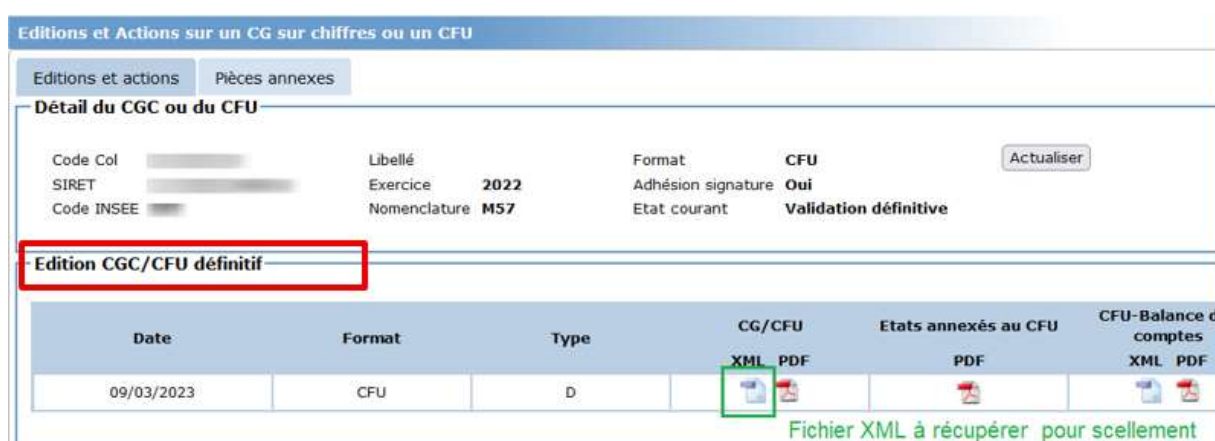 Editions et Actions sur un CG sur chiffres ou un CFU
Editions et actions Pièces annexes
Détail du CGC ou du CFU
Code Col Libellé Format CFU Actualiser
SIRET Exercice 2022 Adhésion signature Oui
Code INSEE Nomenclature M57 Etat courant Validation définitive
Edition CGC/CFU définitif
Date Format Type CG/CFU Etats annexés au CFU CFU-Balance
comptes
XML PDF PDF XML PDF
09/03/2023 CFU D
Fichier XML à récupérer pour scellement